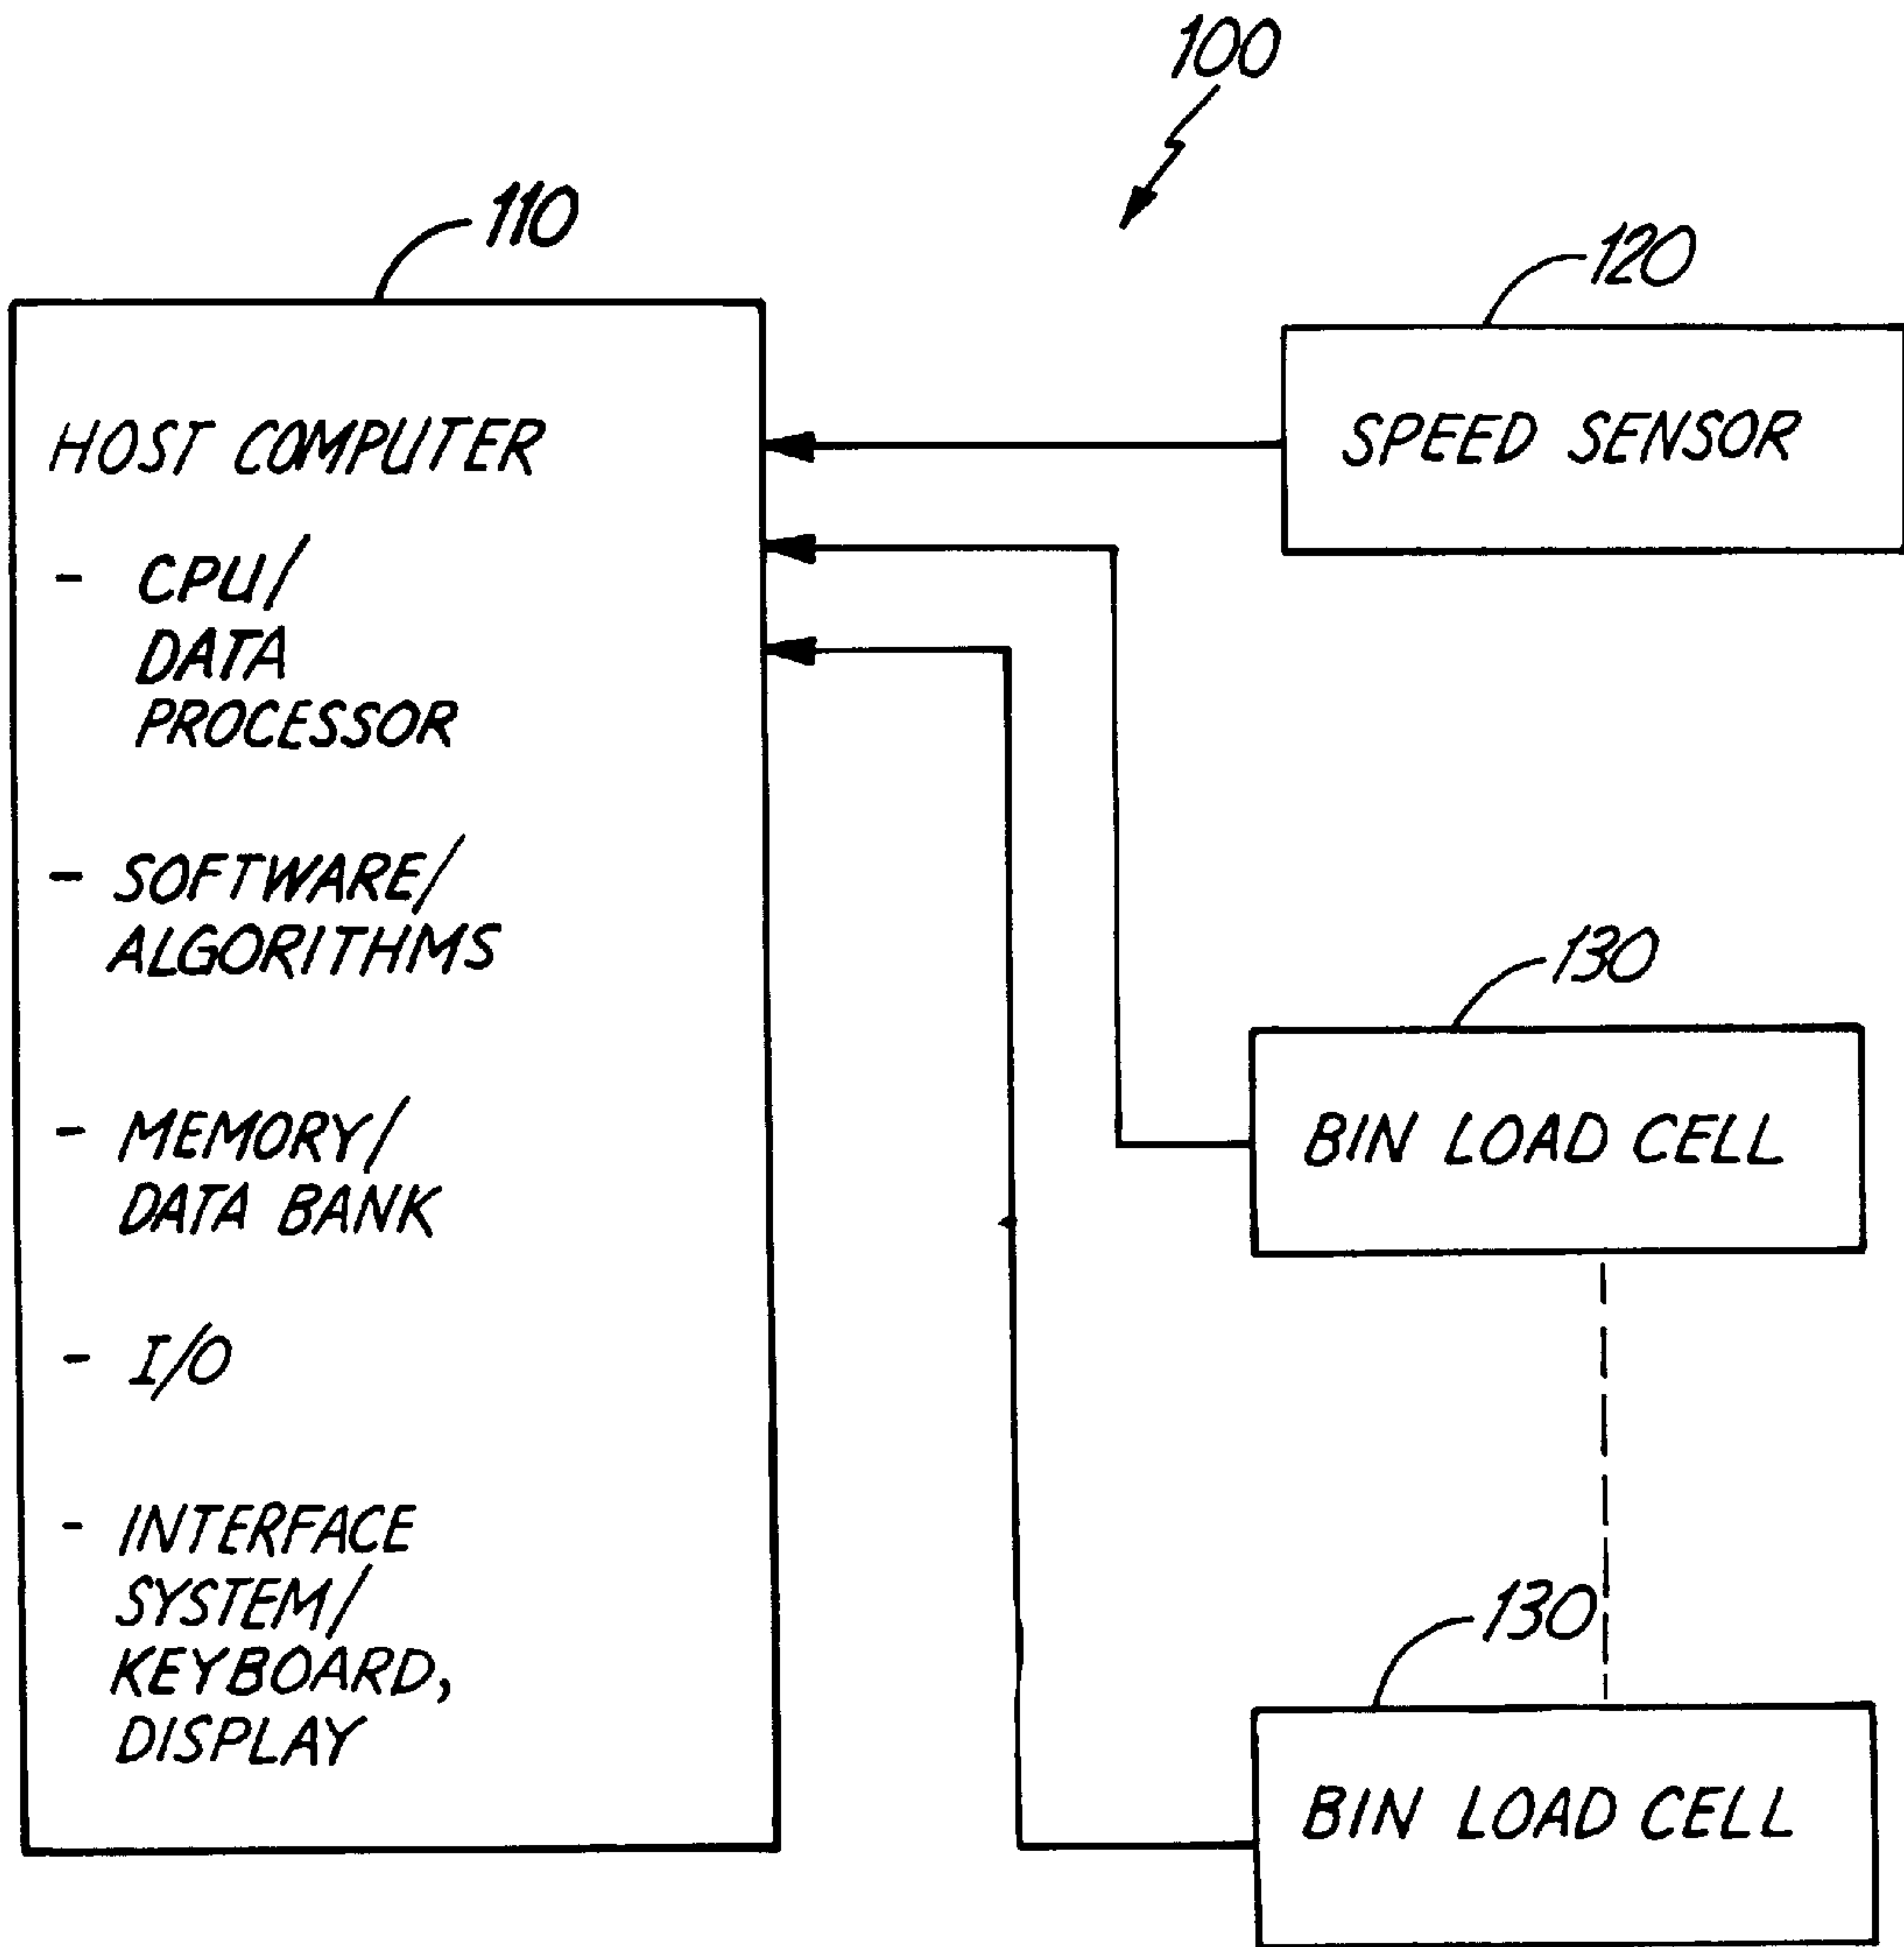 100
110
120
HOST COMPUTER
- CPU/
DATA
PROCESSOR
- SOFTWARE/
ALGORITHMS
- MEMORY/
DATA BANK
- I/O
- INTERFACE
SYSTEM/
KEYBOARD,
DISPLAY
SPEED SENSOR
130
BIN LOAD CELL
130
BIN LOAD CELL